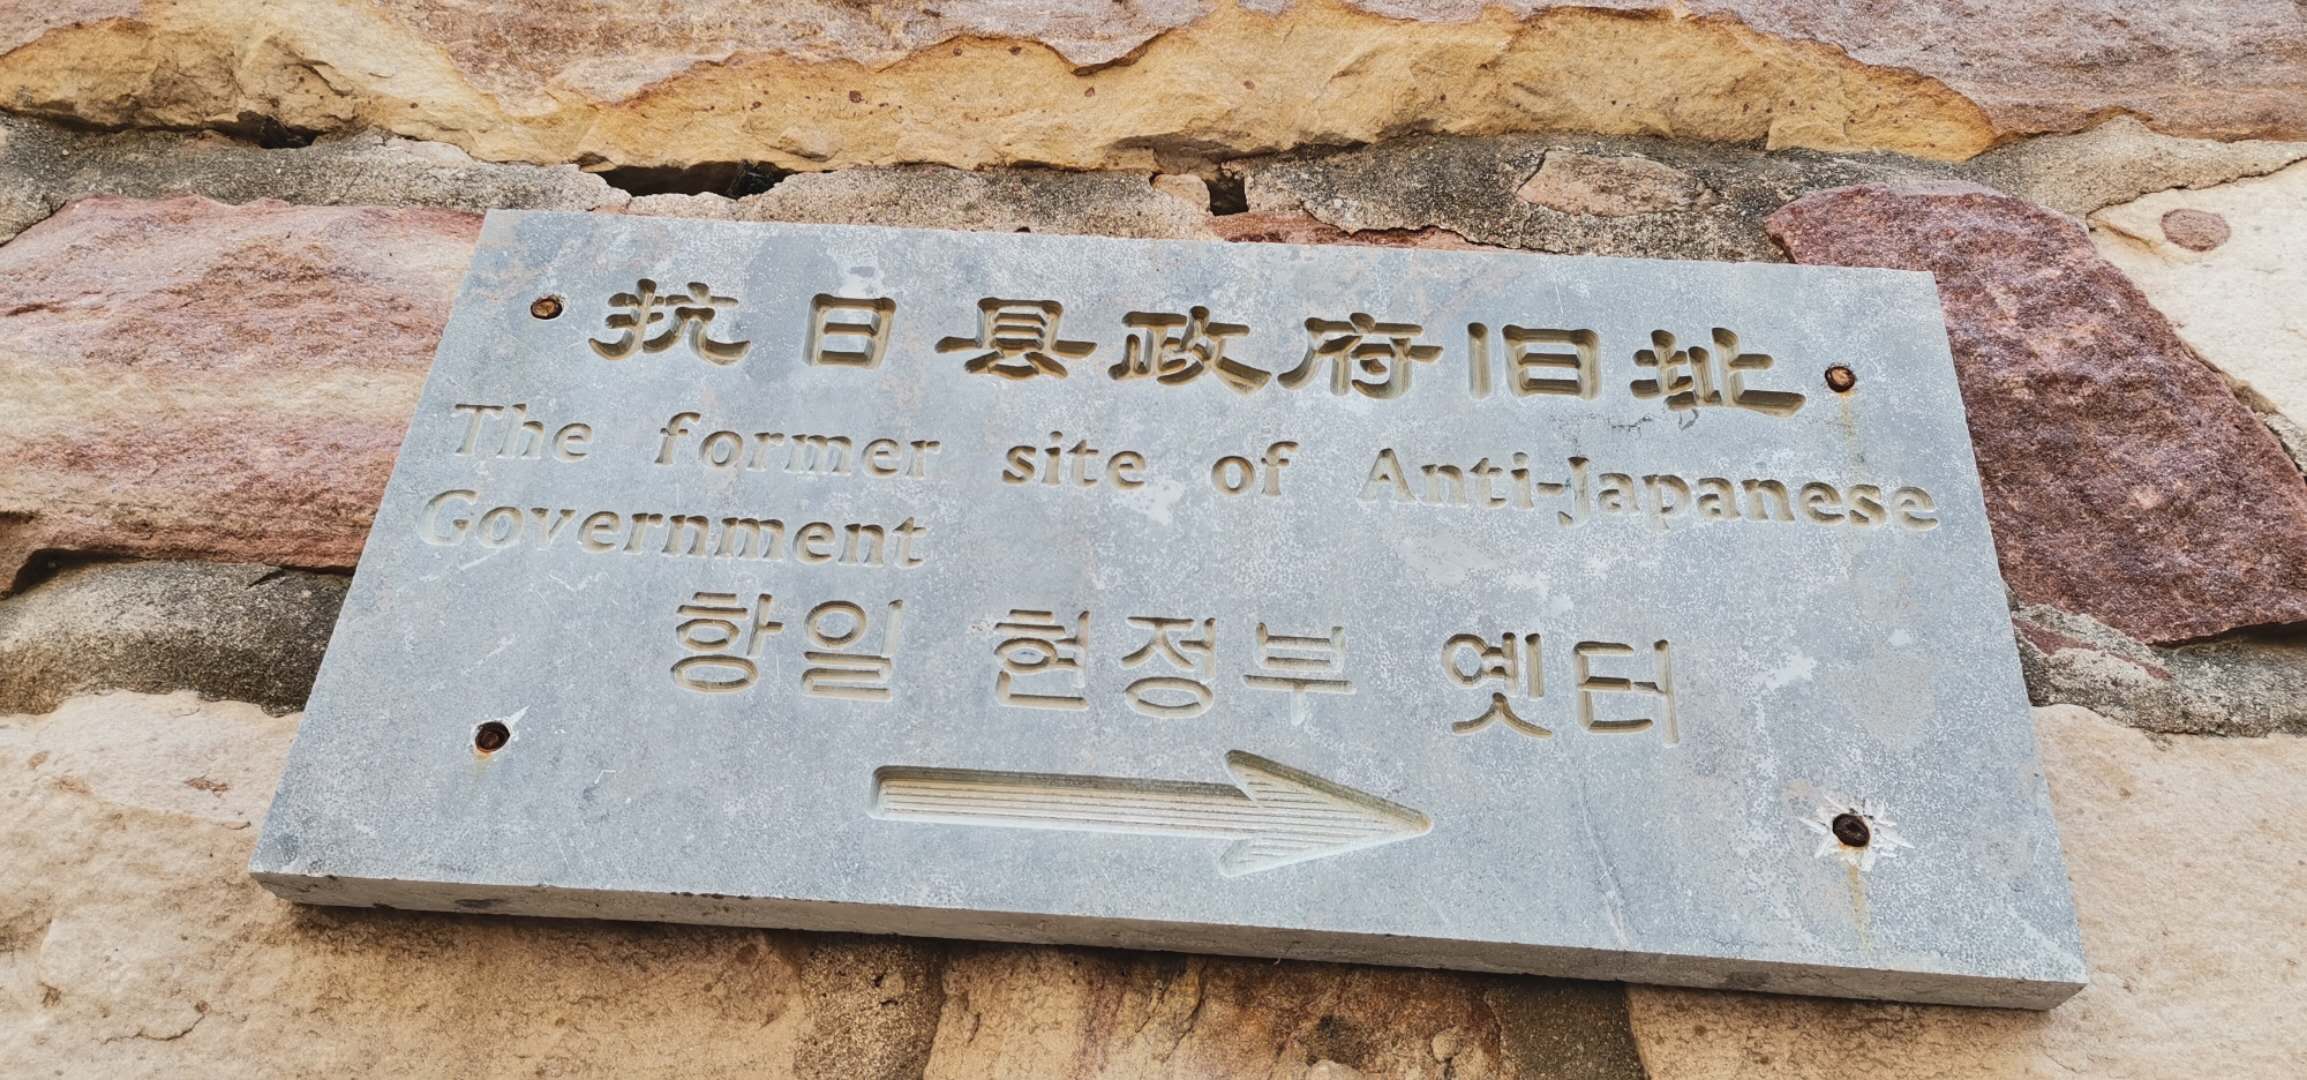 抗日县政府旧址
The former site of Anti-Japanese
Government
항일 현정부 옛터